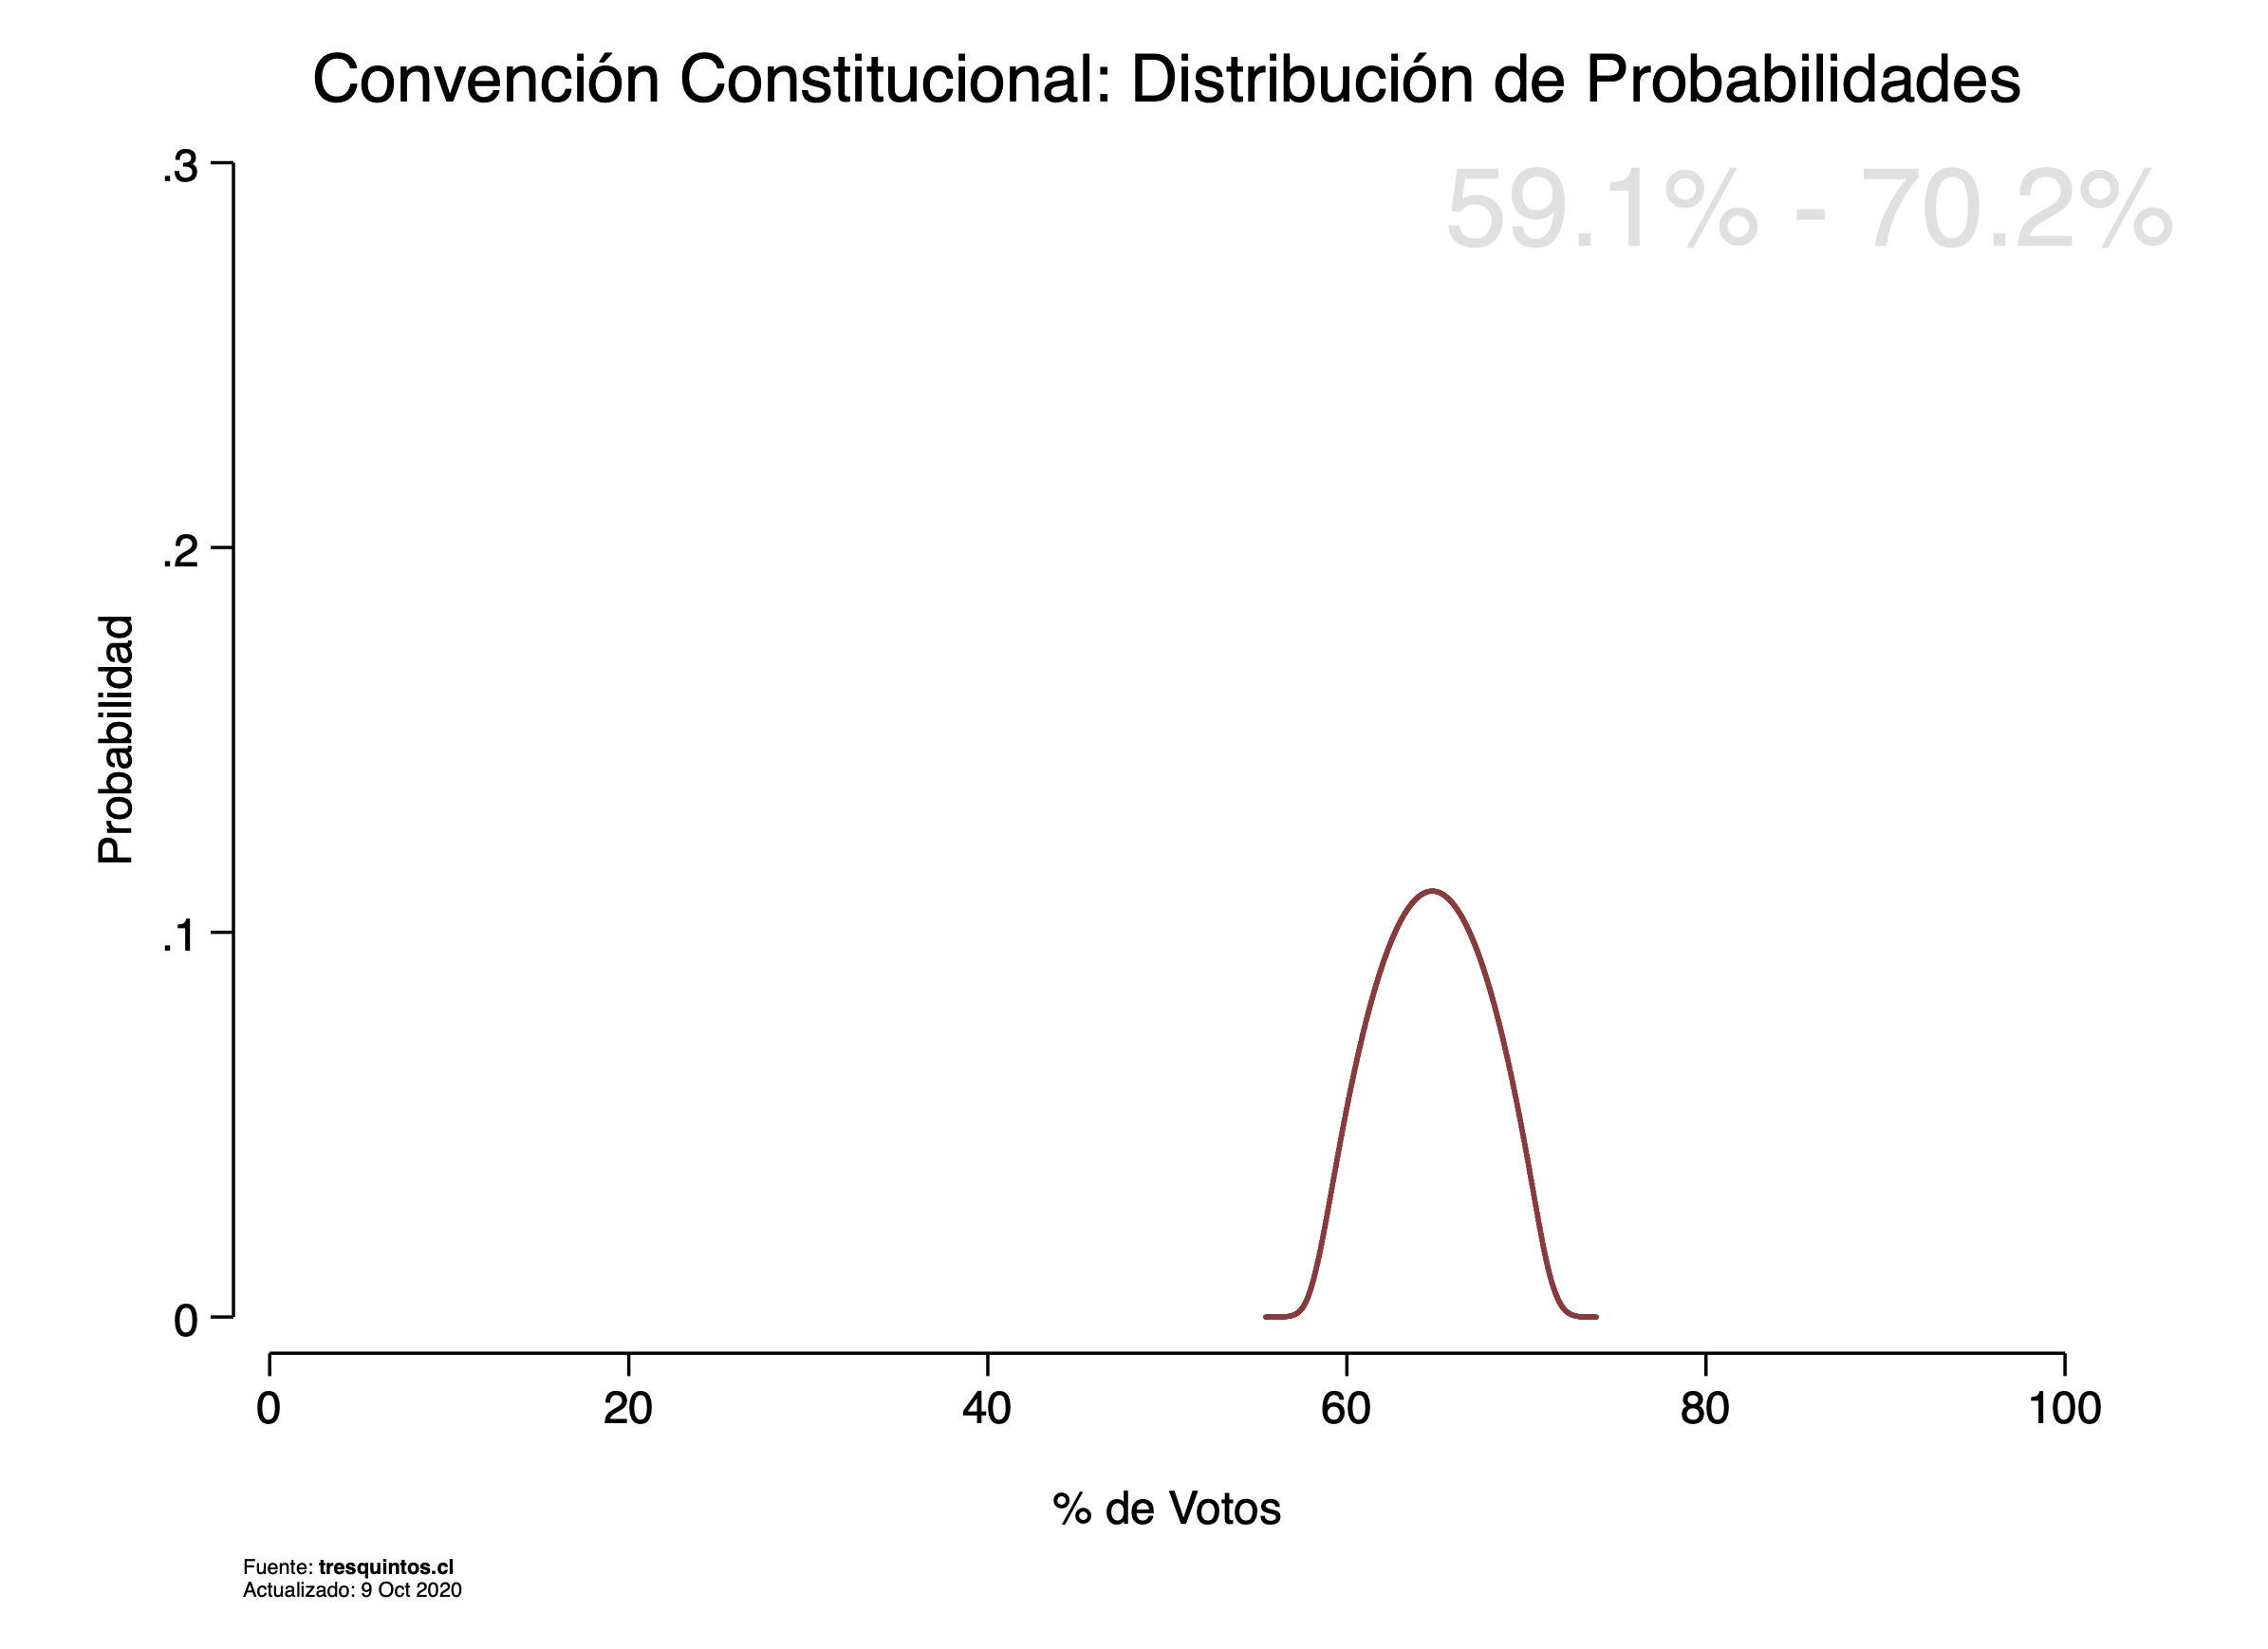 Convención Constitucional: Distribución de Probabilidades
59.1% - 70.2%
.3
.2
.1
0
Probabilidad
0 20 40 60 80 100
% de Votos
Fuente: tresquintos.cl
Actualizado: 9 Oct 2020